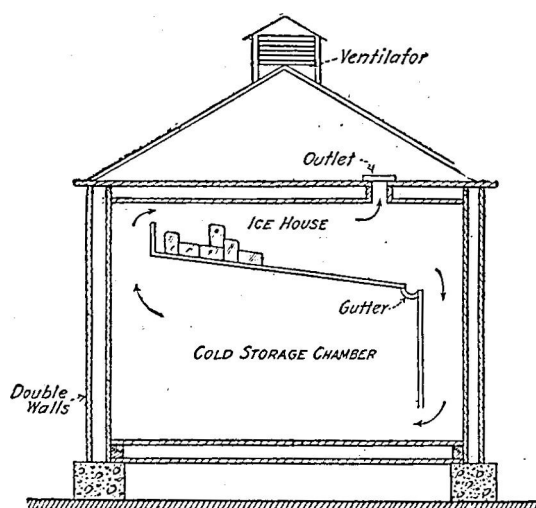 Ventilator
Outlet
ICE HOUSE
Gutter
COLD STORAGE CHAMBER
Double
Walls